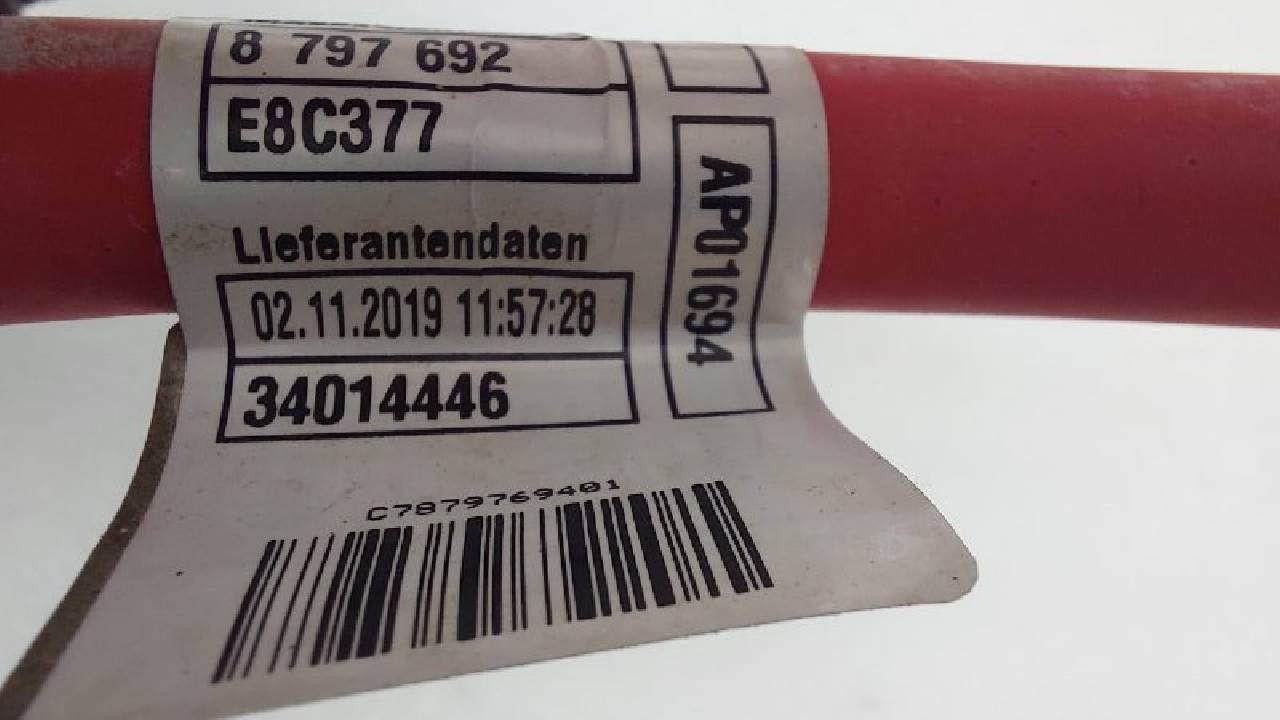 8 797 692
E8C377
Lieferantendaten
02.11.2019 11:57:28
34014446
AP01694
C7879769401